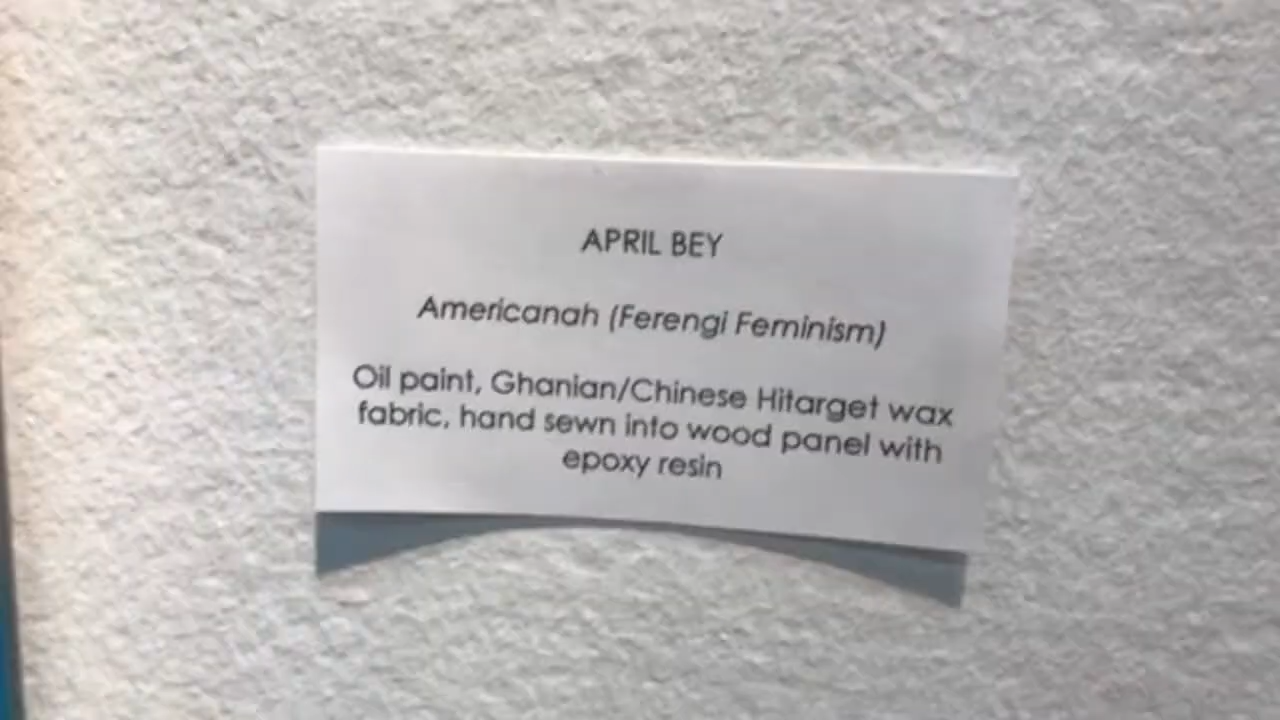 APRIL BEY
Americanah (Ferengi Feminism)
Oil paint, Ghanian/Chinese Hitarget wax
fabric, hand sewn into wood panel with
epoxy resin